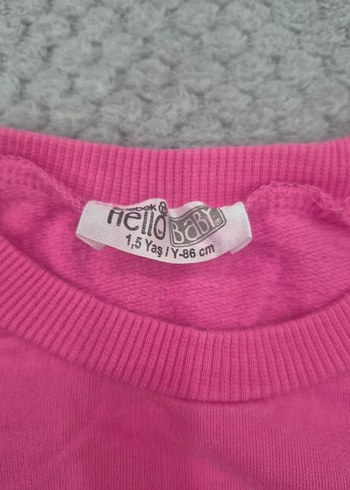 Hello BABY
1,5 Yaş / Y-86 cm